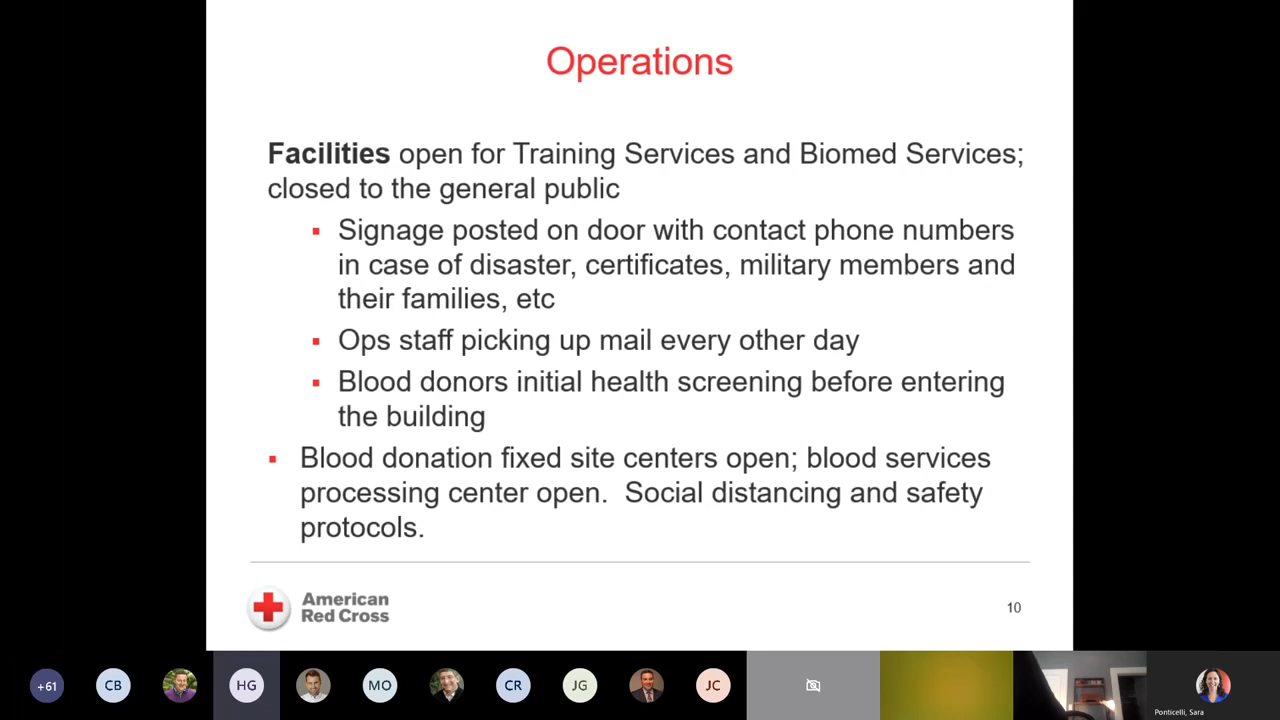 Operations
Facilities open for Training Services and Biomed Services;
closed to the general public
Signage posted on door with contact phone numbers
in case of disaster, certificates, military members and
their families, etc
Ops staff picking up mail every other day
Blood donors initial health screening before entering
the building
Blood donation fixed site centers open; blood services
processing center open.  Social distancing and safety
protocols.
American
Red Cross
10
+61
CB
HG
MO
CR
JG
JC
Ponticelli, Sara